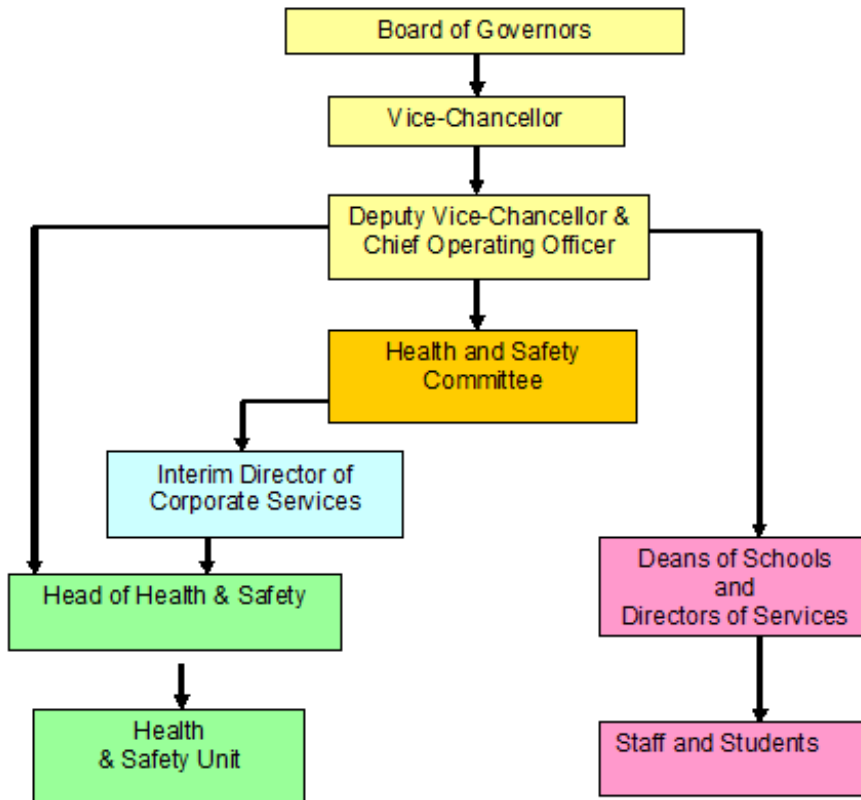 Board of Governors
Vice-Chancellor
Deputy Vice-Chancellor &
Chief Operating Officer
Health and Safety
Committee
Interim Director of
Corporate Services
Head of Health & Safety
Deans of Schools
and
Directors of Services
Health
& Safety Unit
Staff and Students